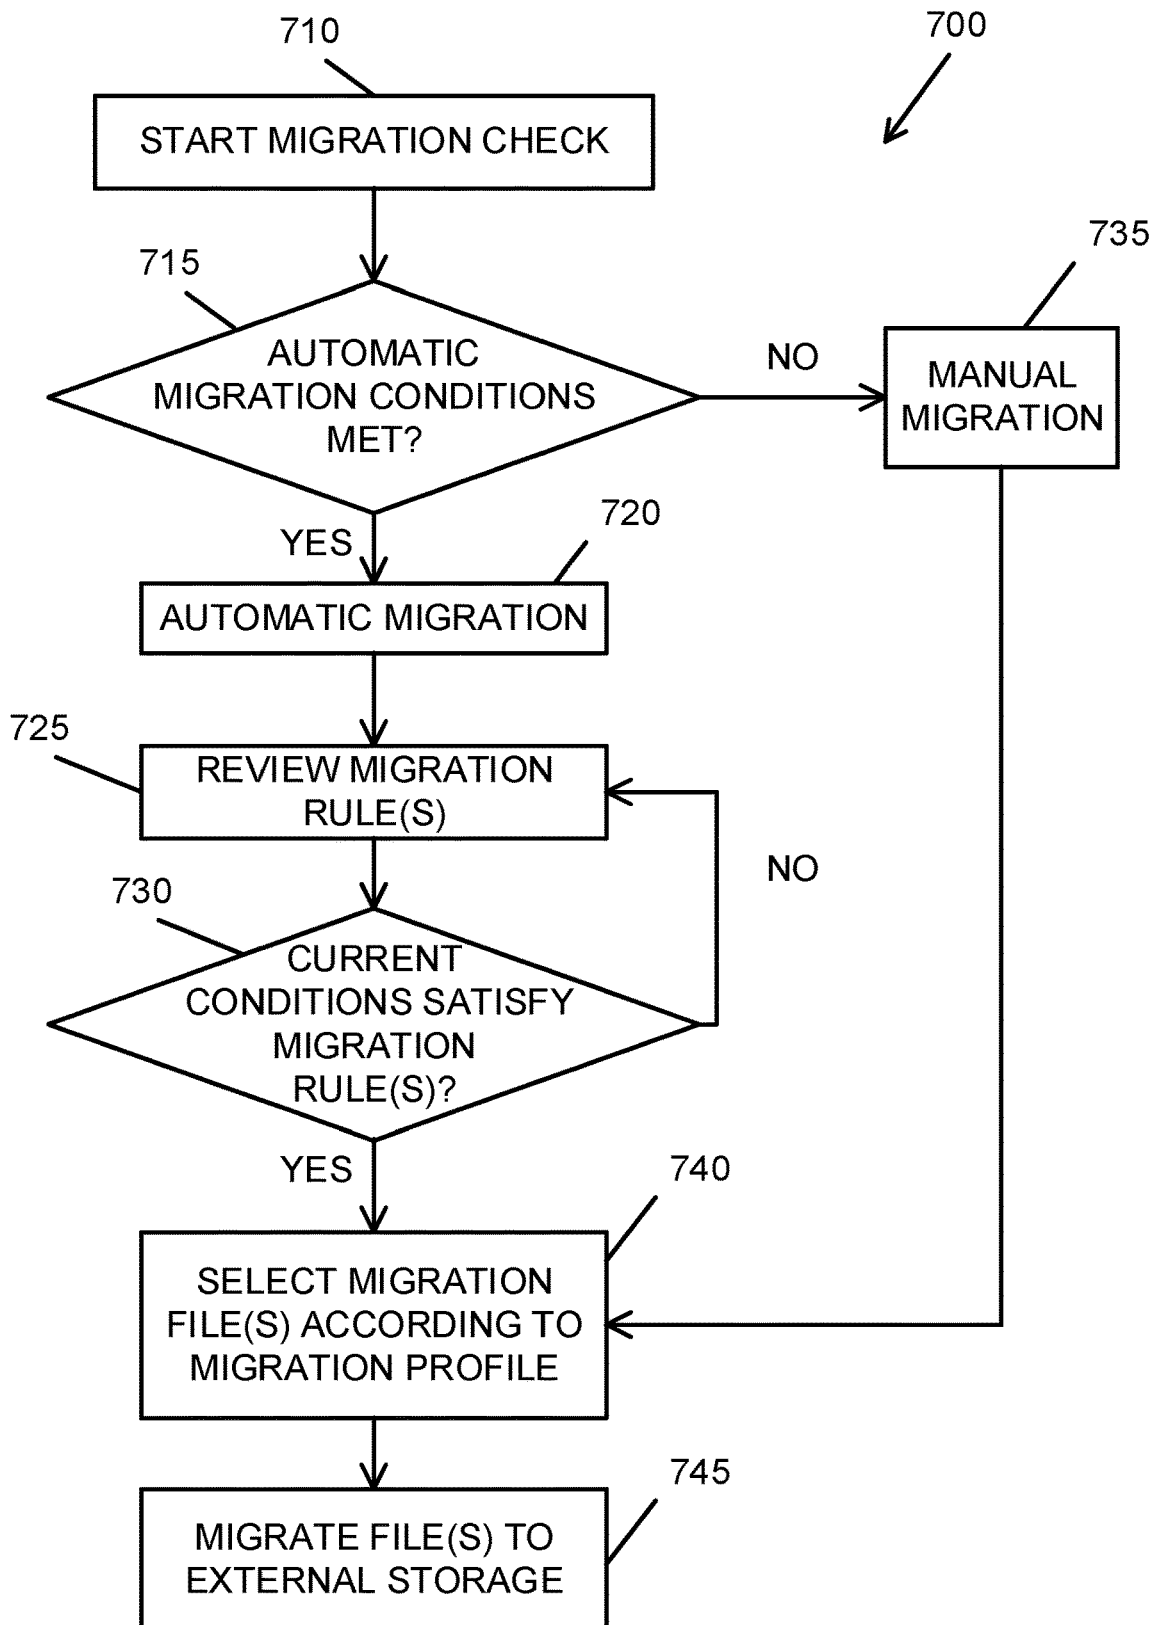 710
700
START MIGRATION CHECK
715
735
AUTOMATIC
MIGRATION CONDITIONS
MET?
NO
MANUAL
MIGRATION
YES
720
AUTOMATIC MIGRATION
725
REVIEW MIGRATION
RULE(S)
NO
730
CURRENT
CONDITIONS SATISFY
MIGRATION
RULE(S)?
YES
740
SELECT MIGRATION
FILE(S) ACCORDING TO
MIGRATION PROFILE
745
MIGRATE FILE(S) TO
EXTERNAL STORAGE